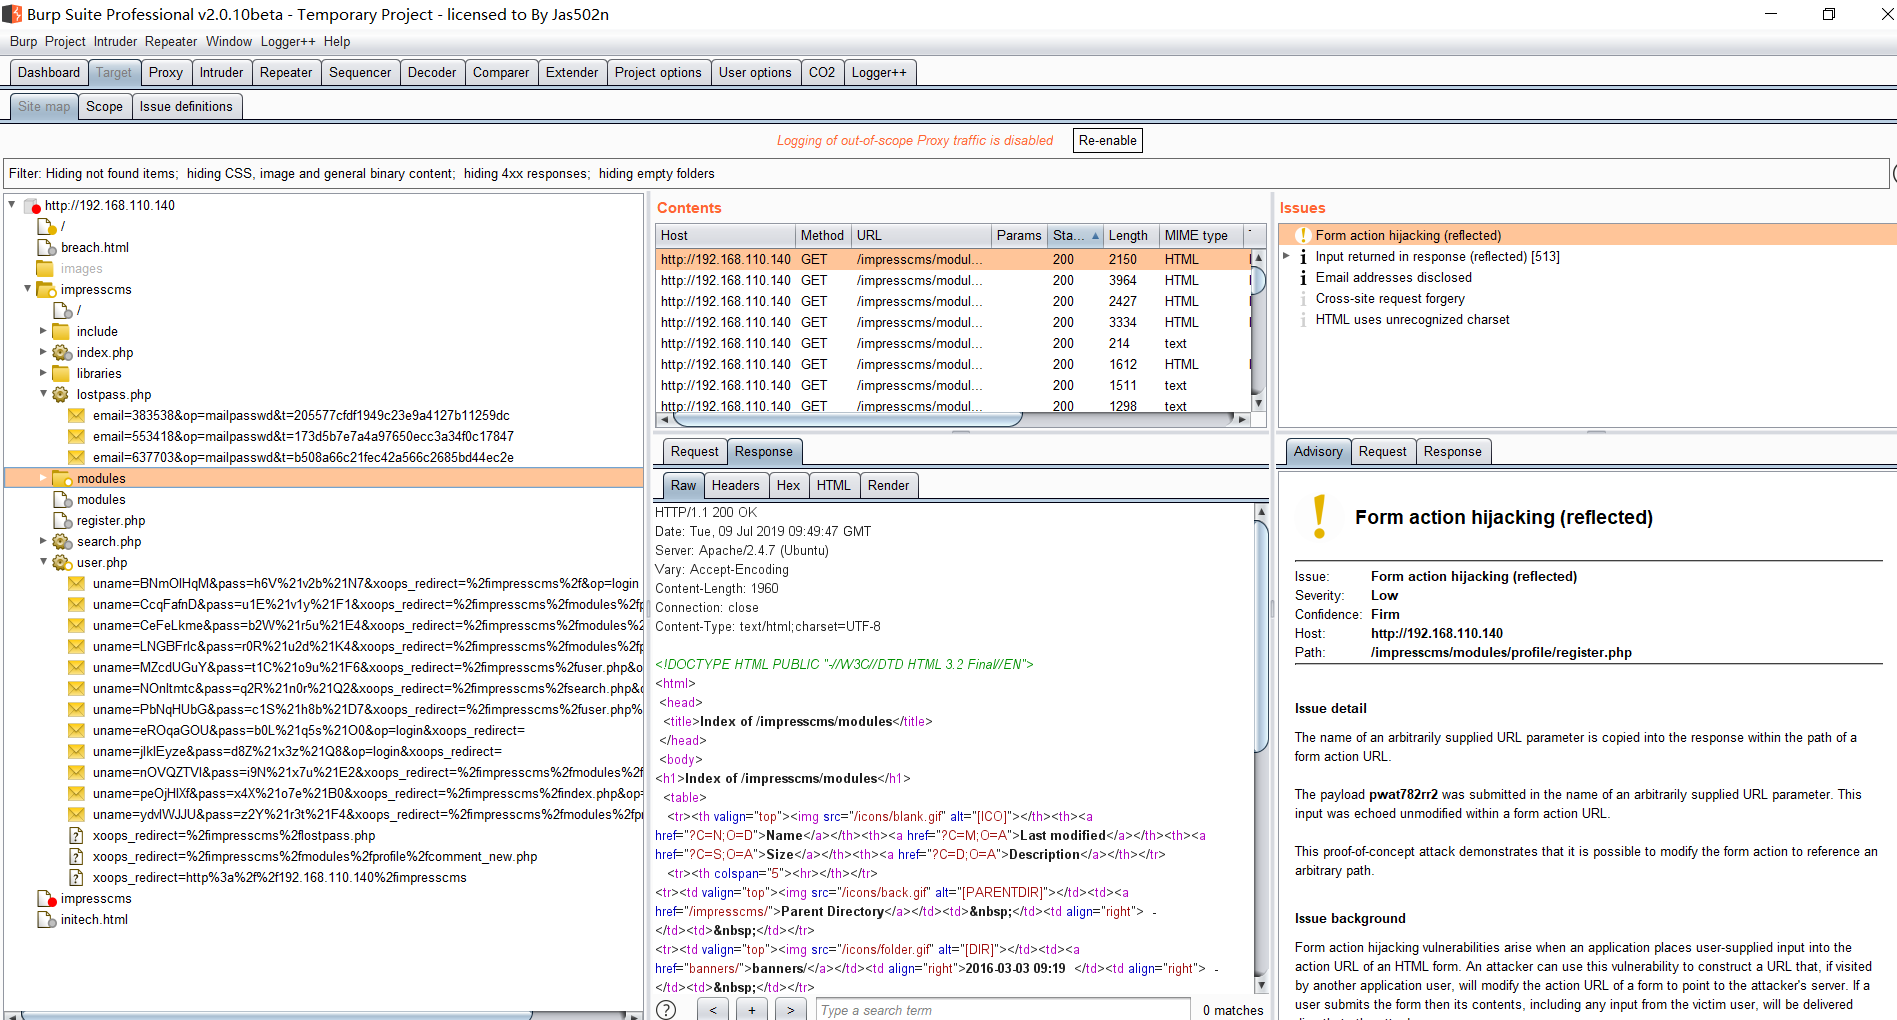 Burp Suite Professional v2.0.10beta - Temporary Project - licensed to By Jas502n
Burp Project Intruder Repeater Window Logger++ Help
Dashboard Target Proxy Intruder Repeater Sequencer Decoder Comparer Extender Project options User options CO2 Logger++
Site map Scope Issue definitions
Logging of out-of-scope Proxy traffic is disabled Re-enable
Filter: Hiding not found items; hiding CSS, image and general binary content; hiding 4xx responses; hiding empty folders
http://192.168.110.140
/
breach.html
images
impresscms
/
include
index.php
libraries
lostpass.php
email=383538&op=mailpasswd&t=205577cfdf1949c23e9a4127b11259dc
email=553418&op=mailpasswd&t=173d5b7e7a4a97650ecc3a34f0c17847
email=637703&op=mailpasswd&t=b508a66c21fec42a566c2685bd44ec2e
modules
modules
register.php
search.php
user.php
uname=BNmOlHqM&pass=h6V%21v2b%21N7&xoops_redirect=%2fimpresscms%2f&op=login
uname=CcqFafnD&pass=u1E%21v1y%21F1&xoops_redirect=%2fimpresscms%2fmodules%2fp
uname=CeFeLkme&pass=b2W%21r5u%21E4&xoops_redirect=%2fimpresscms%2fmodules%2
uname=LNGBFrlc&pass=r0R%21u2d%21K4&xoops_redirect=%2fimpresscms%2fmodules%2fp
uname=MZcdUGuY&pass=t1C%21o9u%21F6&xoops_redirect=%2fimpresscms%2fuser.php&o
uname=NOnltmtc&pass=q2R%21n0r%21Q2&xoops_redirect=%2fimpresscms%2fsearch.php&o
uname=PbNqHUbG&pass=c1S%21h8b%21D7&xoops_redirect=%2fimpresscms%2fuser.php%
uname=eROqaGOU&pass=b0L%21q5s%21O0&op=login&xoops_redirect=
uname=jlklEyze&pass=d8Z%21x3z%21Q8&op=login&xoops_redirect=
uname=nOVQZTVl&pass=i9N%21x7u%21E2&xoops_redirect=%2fimpresscms%2fmodules%2f
uname=peOjHlXf&pass=x4X%21o7e%21B0&xoops_redirect=%2fimpresscms%2findex.php&op=
uname=ydvlWJJU&pass=z2Y%21r3t%21F4&xoops_redirect=%2fimpresscms%2fmodules%2fpr
xoops_redirect=%2fimpresscms%2flostpass.php
xoops_redirect=%2fimpresscms%2fmodules%2fprofile%2fcomment_new.php
xoops_redirect=http%3a%2f%2f192.168.110.140%2fimpresscms
impresscms
initech.html
Contents
Host Method URL Params Sta... Length MIME type
http://192.168.110.140 GET /impresscms/modul... 200 2150 HTML
http://192.168.110.140 GET /impresscms/modul... 200 3964 HTML
http://192.168.110.140 GET /impresscms/modul... 200 2427 HTML
http://192.168.110.140 GET /impresscms/modul... 200 3334 HTML
http://192.168.110.140 GET /impresscms/modul... 200 214 text
http://192.168.110.140 GET /impresscms/modul... 200 1612 HTML
http://192.168.110.140 GET /impresscms/modul... 200 1511 text
http://192.168.110.140 GET /impresscms/modul... 200 1298 text
Request Response
Raw Headers Hex HTML Render
HTTP/1.1 200 OK
Date: Tue, 09 Jul 2019 09:49:47 GMT
Server: Apache/2.4.7 (Ubuntu)
Vary: Accept-Encoding
Content-Length: 1960
Connection: close
Content-Type: text/html;charset=UTF-8
<!DOCTYPE HTML PUBLIC "-//W3C//DTD HTML 3.2 Final//EN">
<html>
<head>
<title>Index of /impresscms/modules</title>
</head>
<body>
<h1>Index of /impresscms/modules</h1>
<table>
<tr><th valign="top"><img src="/icons/blank.gif" alt="[ICO]"></th><th><a
href="?C=N;O=D">Name</a></th><th><a href="?C=M;O=A">Last modified</a></th><th><a
href="?C=S;O=A">Size</a></th><th><a href="?C=D;O=A">Description</a></th></tr>
<tr><th colspan="5"><hr></th></tr>
<tr><td valign="top"><img src="/icons/back.gif" alt="[PARENTDIR]"></td><td><a
href="/impresscms/">Parent Directory</a></td><td>&nbsp;</td><td align="right"> -
</td><td>&nbsp;</td></tr>
<tr><td valign="top"><img src="/icons/folder.gif" alt="[DIR]"></td><td><a
href="banners/">banners/</a></td><td align="right">2016-03-03 09:19 </td><td align="right"> -
</td><td>&nbsp;</td></tr>
? < + > Type a search term 0 matches
Issues
Form action hijacking (reflected)
Input returned in response (reflected) [513]
Email addresses disclosed
Cross-site request forgery
HTML uses unrecognized charset
Advisory Request Response
Form action hijacking (reflected)
Issue: Form action hijacking (reflected)
Severity: Low
Confidence: Firm
Host: http://192.168.110.140
Path: /impresscms/modules/profile/register.php
Issue detail
The name of an arbitrarily supplied URL parameter is copied into the response within the path of a
form action URL.
The payload pwat782rr2 was submitted in the name of an arbitrarily supplied URL parameter. This
input was echoed unmodified within a form action URL.
This proof-of-concept attack demonstrates that it is possible to modify the form action to reference an
arbitrary path.
Issue background
Form action hijacking vulnerabilities arise when an application places user-supplied input into the
action URL of an HTML form. An attacker can use this vulnerability to construct a URL that, if visited
by another application user, will modify the action URL of a form to point to the attacker's server. If a
user submits the form then its contents, including any input from the victim user, will be delivered